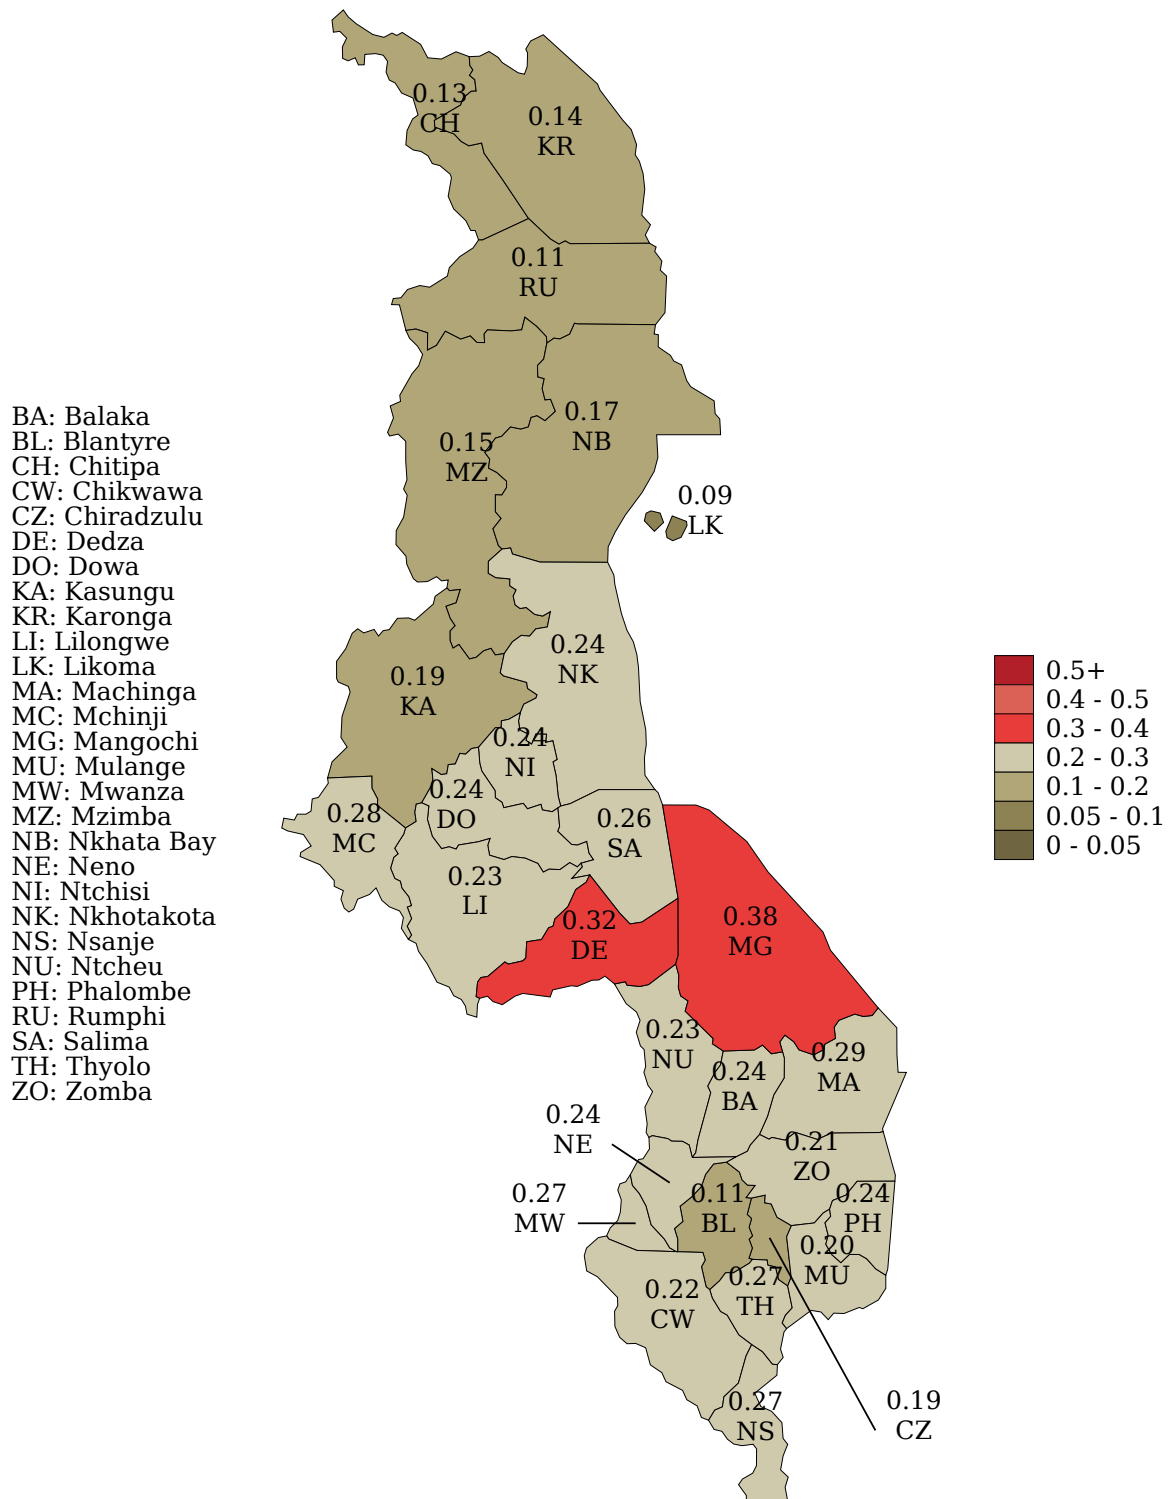 0.13
CH
0.14
KR
0.11
RU
0.17
NB
0.15
MZ
0.09
LK
BA: Balaka
BL: Blantyre
CH: Chitipa
CW: Chikwawa
CZ: Chiradzulu
DE: Dedza
DO: Dowa
KA: Kasungu
KR: Karonga
LI: Lilongwe
LK: Likoma
MA: Machinga
MC: Mchinji
MG: Mangochi
MU: Mulange
MW: Mwanza
MZ: Mzimba
NB: Nkhata Bay
NE: Neno
NI: Ntchisi
NK: Nkhotakota
NS: Nsanje
NU: Ntcheu
PH: Phalombe
RU: Rumphi
SA: Salima
TH: Thyolo
ZO: Zomba
0.24
NK
0.19
KA
0.24
NI
0.24
DO
0.28
MC
0.26
SA
0.23
LI
0.32
DE
0.38
MG
0.5+
0.4 - 0.5
0.3 - 0.4
0.2 - 0.3
0.1 - 0.2
0.05 - 0.1
0 - 0.05
0.23
NU
0.29
MA
0.24
BA
0.24
NE
0.21
ZO
0.27
MW
0.11
BL
0.24
PH
0.20
MU
0.27
TH
0.22
CW
0.27
NS
0.19
CZ